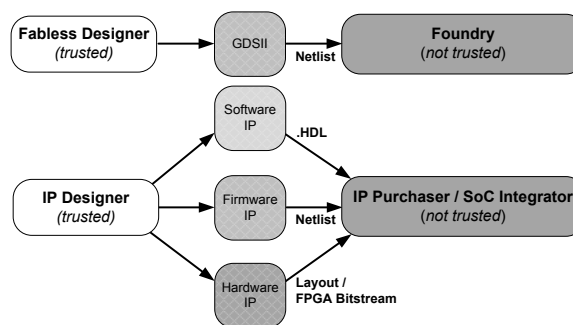 Fabless Designer
(trusted)
GDSII
Netlist
Foundry
(not trusted)
Software
IP
.HDL
IP Designer
(trusted)
Firmware
IP
Netlist
IP Purchaser / SoC Integrator
(not trusted)
Hardware
IP
Layout /
FPGA Bitstream